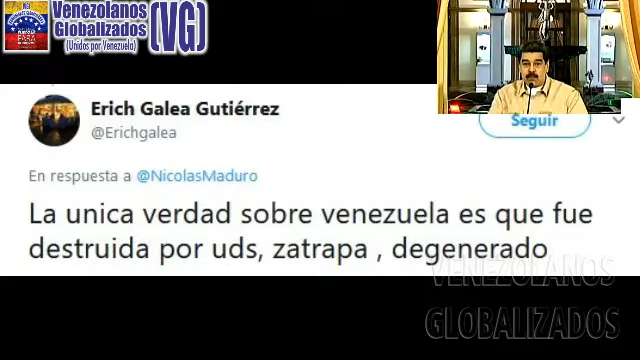 Venezolanos
Globalizados
(Unidos por Venezuela)
(VG)
Erich Galea Gutiérrez
@Erichgalea
Seguir
En respuesta a @NicolasMaduro
La unica verdad sobre venezuela es que fue
destruida por uds, zatrapa , degenerado
VENEZOLANOS
GLOBALIZADOS